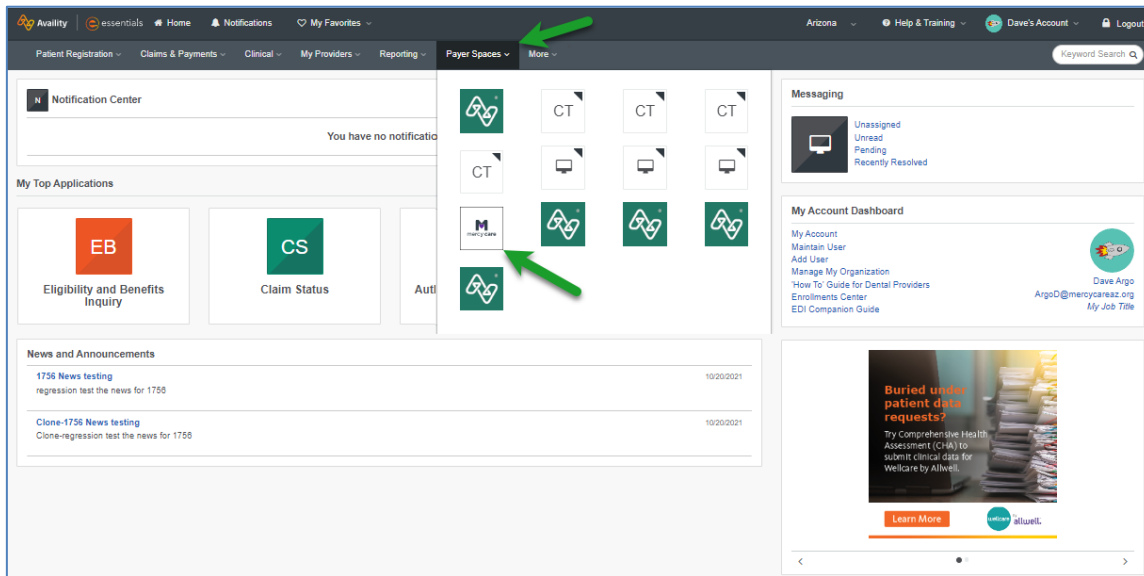 Availity
essentials
Home
Notifications
My Favorites
Arizona
Help & Training
Dave's Account
Logout
Patient Registration
Claims & Payments
Clinical
My Providers
Reporting
Payer Spaces
More
Keyword Search
N
Notification Center
You have no notificatio
CT
CT
CT
CT
M
mercy care
My Top Applications
EB
Eligibility and Benefits
Inquiry
CS
Claim Status
Aut
Messaging
Unassigned
Unread
Pending
Recently Resolved
My Account Dashboard
My Account
Maintain User
Add User
Manage My Organization
'How To' Guide for Dental Providers
Enrollments Center
EDI Companion Guide
Dave Argo
ArgoD@mercycareaz.org
My Job Title
News and Announcements
1756 News testing
10/20/2021
regression test the news for 1756
Clone-1756 News testing
10/20/2021
Clone-regression test the news for 1756
Buried under
patient data
requests?
Try Comprehensive Health
Assessment (CHA) to
submit clinical data for
Wellcare by Allwell.
Learn More
wellcare by allwell.